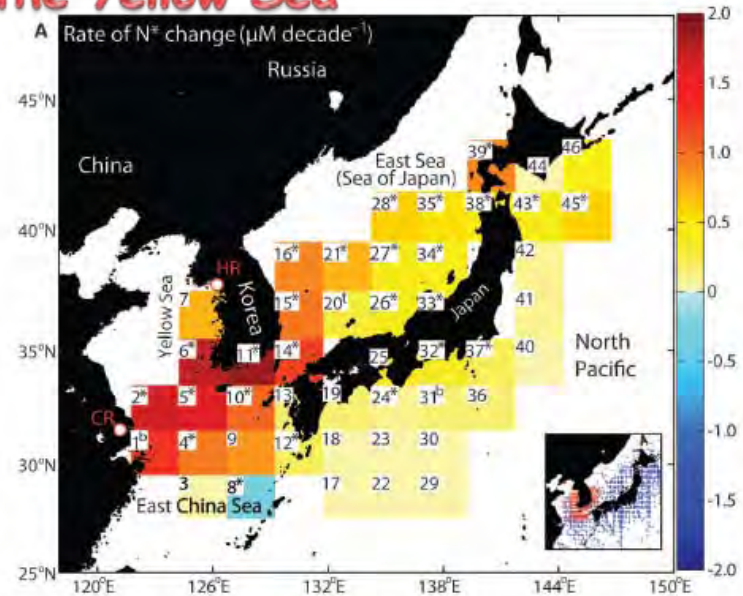 The Yellow Sea
A
Rate of N* change (μM decade⁻¹)
Russia
China
East Sea
(Sea of Japan)
Yellow Sea
HR
Korea
Japan
North
Pacific
CR
East China Sea
39* 44 46
28* 35* 38* 43* 45*
16* 21* 27* 34* 42
7 15* 20ᵗ 26* 33* 41
6* 11* 14* 25 32* 37* 40
2* 5* 10* 13 19 24* 31ᵇ 36
1ᵇ 4* 9 12* 18 23 30
3 8* 17 22 29
45°N
40°N
35°N
30°N
25°N
120°E 126°E 132°E 138°E 144°E 150°E
2.0
1.5
1.0
0.5
0
-0.5
-1.0
-1.5
-2.0